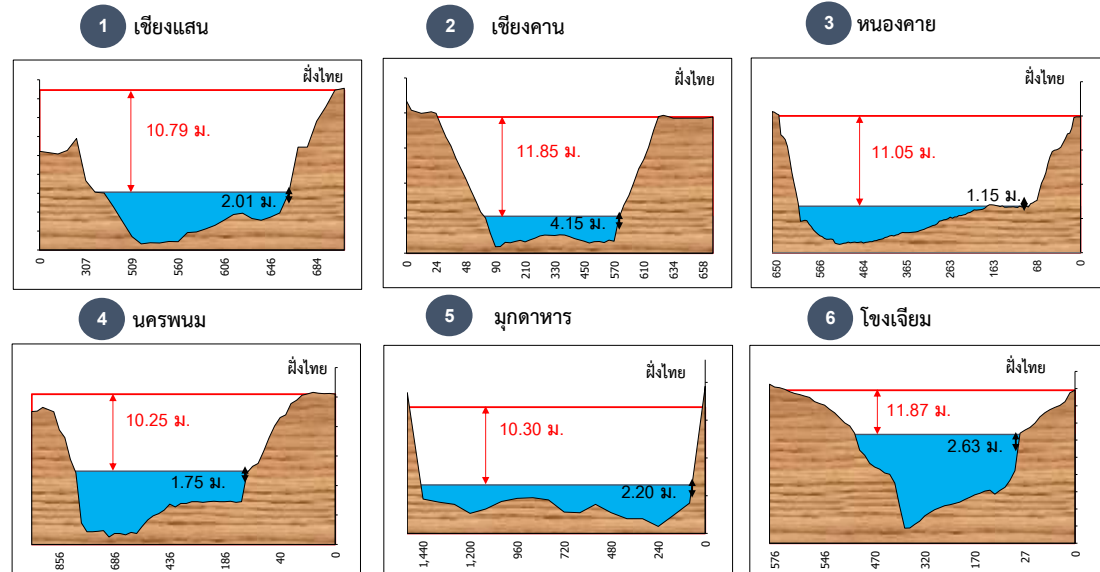 1 เชียงแสน
2 เชียงคาน
3 หนองคาย
ฝั่งไทย
10.79 ม.
2.01 ม.
0 307 509 560 606 646 684
ฝั่งไทย
11.85 ม.
4.15 ม.
0 24 48 90 210 330 450 570 610 634 658
ฝั่งไทย
11.05 ม.
1.15 ม.
650 566 464 365 263 163 68 0
4 นครพนม
5 มุกดาหาร
6 โขงเจียม
ฝั่งไทย
10.25 ม.
1.75 ม.
856 686 436 186 40 0
ฝั่งไทย
10.30 ม.
2.20 ม.
1,440 1,200 960 720 480 240 0
ฝั่งไทย
11.87 ม.
2.63 ม.
576 546 470 320 170 27 0